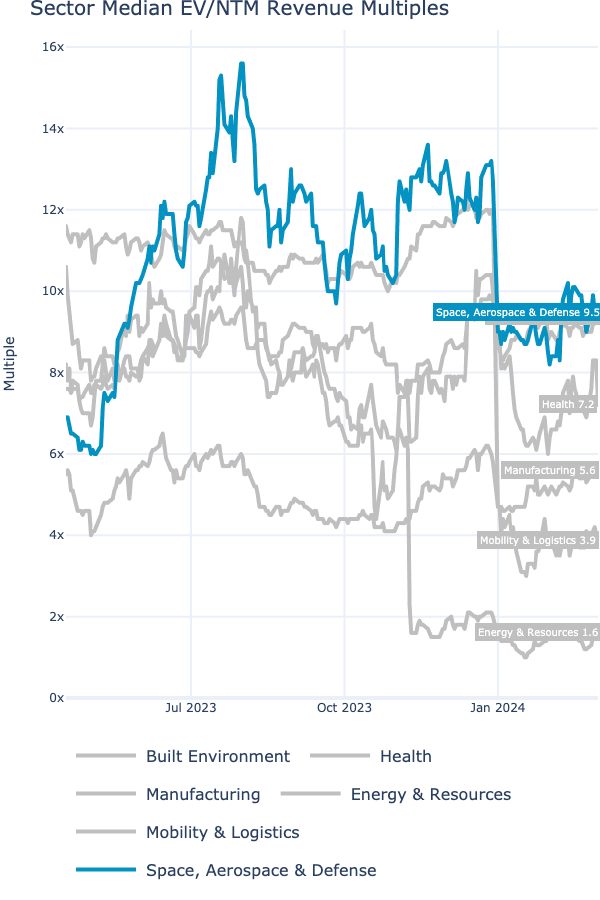 Sector Median EV/NTM Revenue Multiples
16x
14x
12x
10x
8x
6x
4x
2x
0x
Multiple
Space, Aerospace & Defense 9.5
Health 7.2
Manufacturing 5.6
Mobility & Logistics 3.9
Energy & Resources 1.6
Jul 2023
Oct 2023
Jan 2024
Built Environment
Health
Manufacturing
Energy & Resources
Mobility & Logistics
Space, Aerospace & Defense